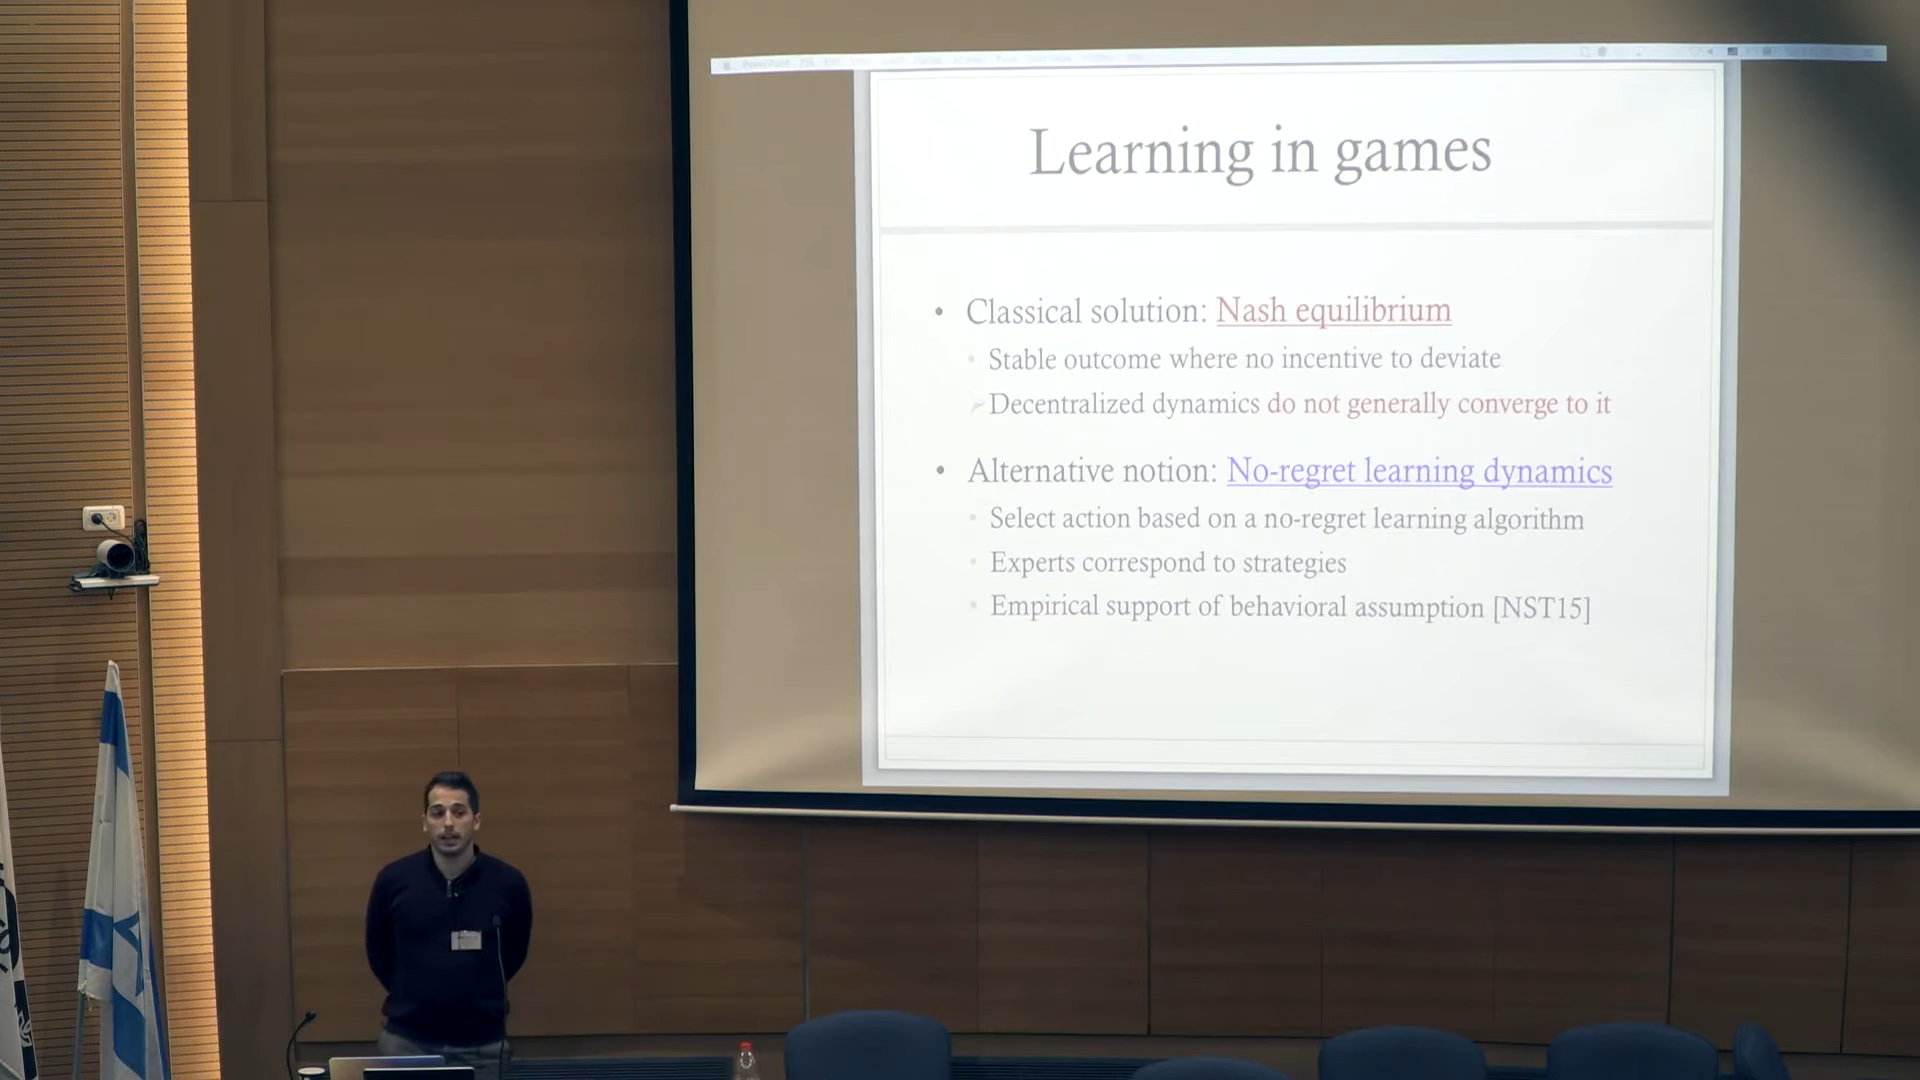 Learning in games
• Classical solution: Nash equilibrium
• Stable outcome where no incentive to deviate
➢ Decentralized dynamics do not generally converge to it
• Alternative notion: No-regret learning dynamics
• Select action based on a no-regret learning algorithm
• Experts correspond to strategies
• Empirical support of behavioral assumption [NST15]